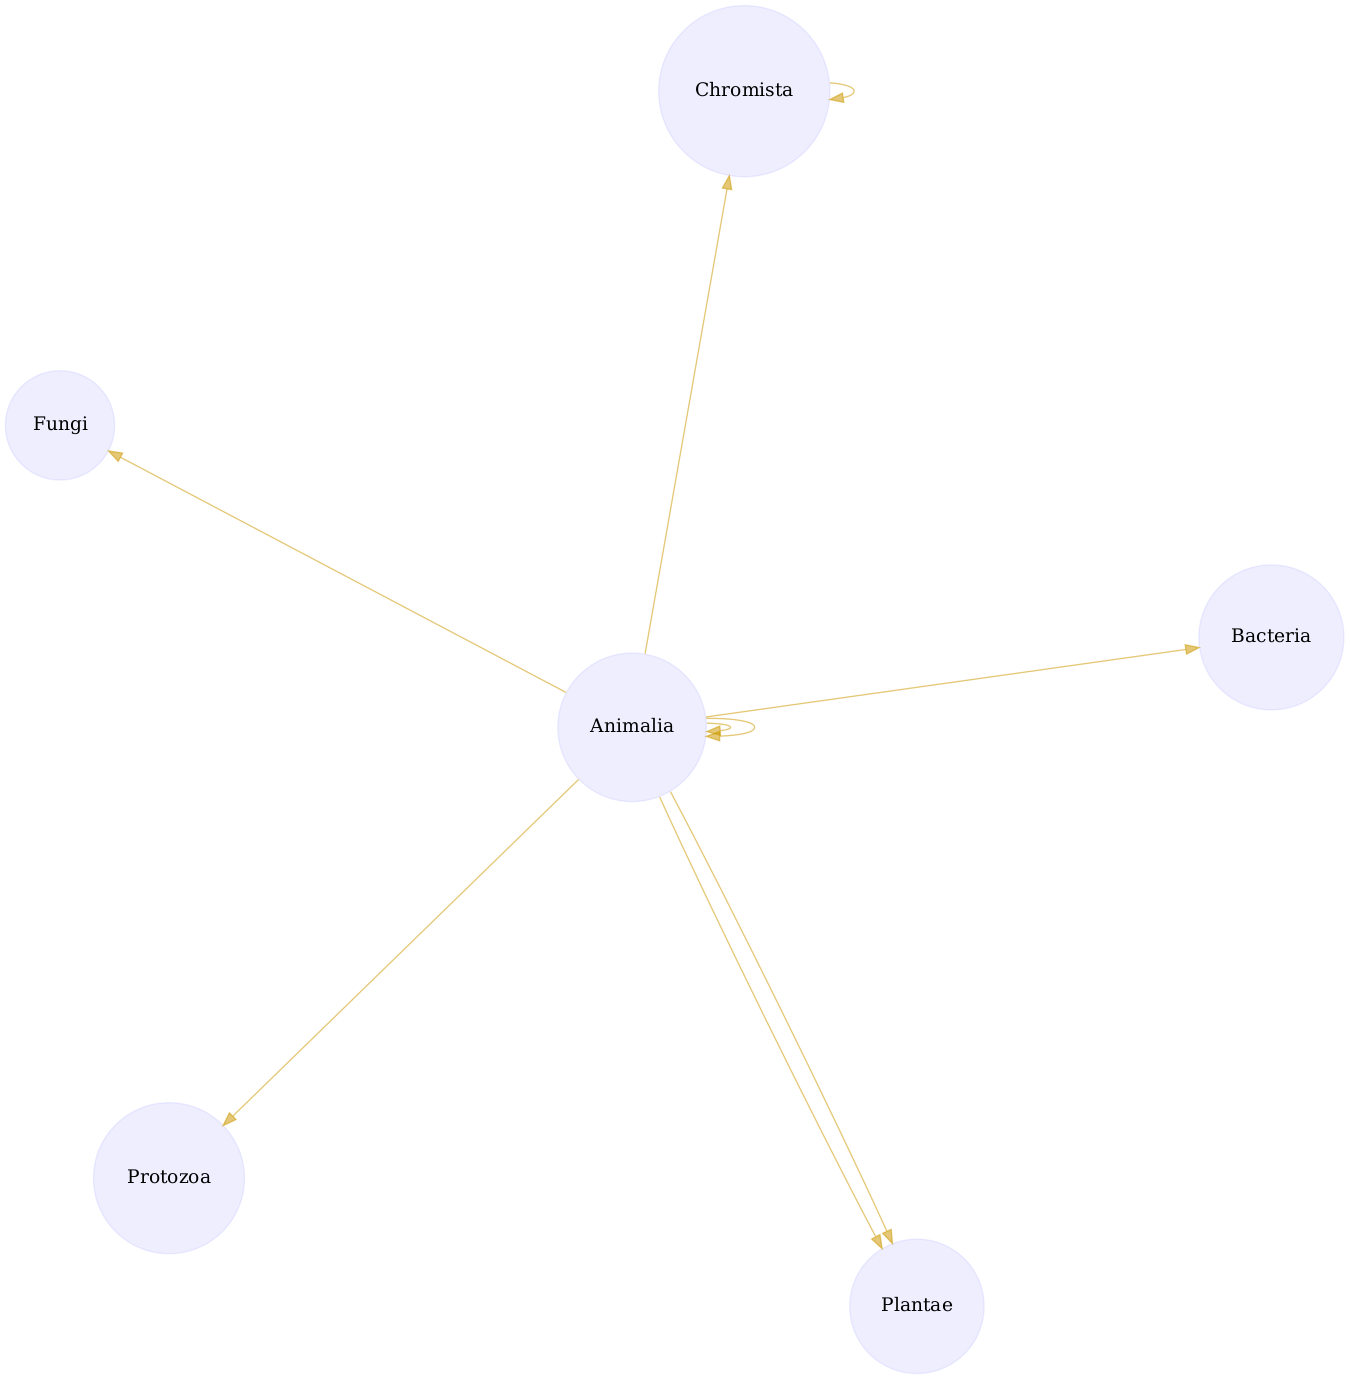 Chromista
Fungi
Bacteria
Animalia
Protozoa
Plantae